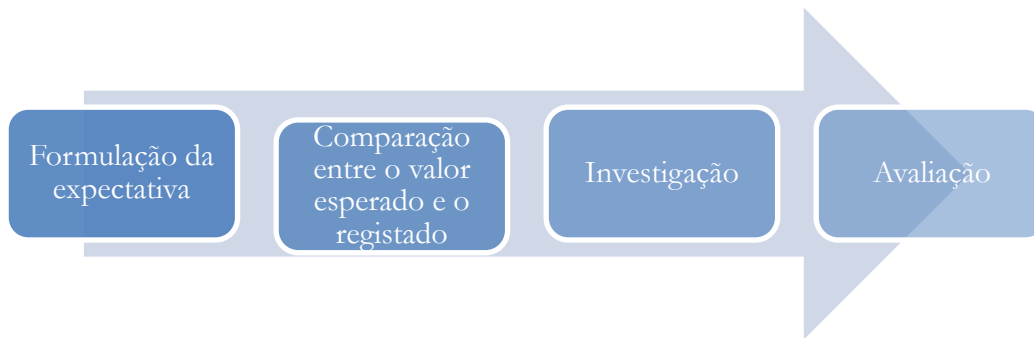 Formulação da
expectativa
Comparação
entre o valor
esperado e o
registado
Investigação
Avaliação